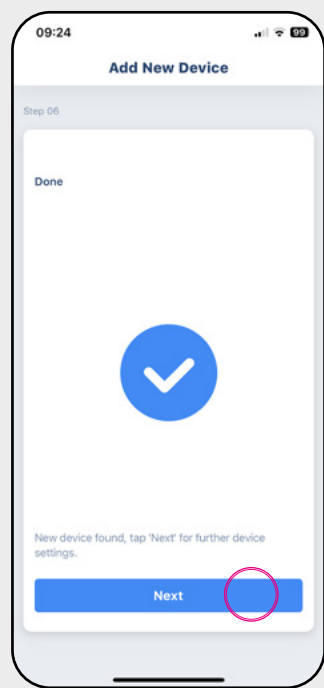 09:24
99
Add New Device
Step 06
Done
New device found, tap 'Next' for further device
settings.
Next